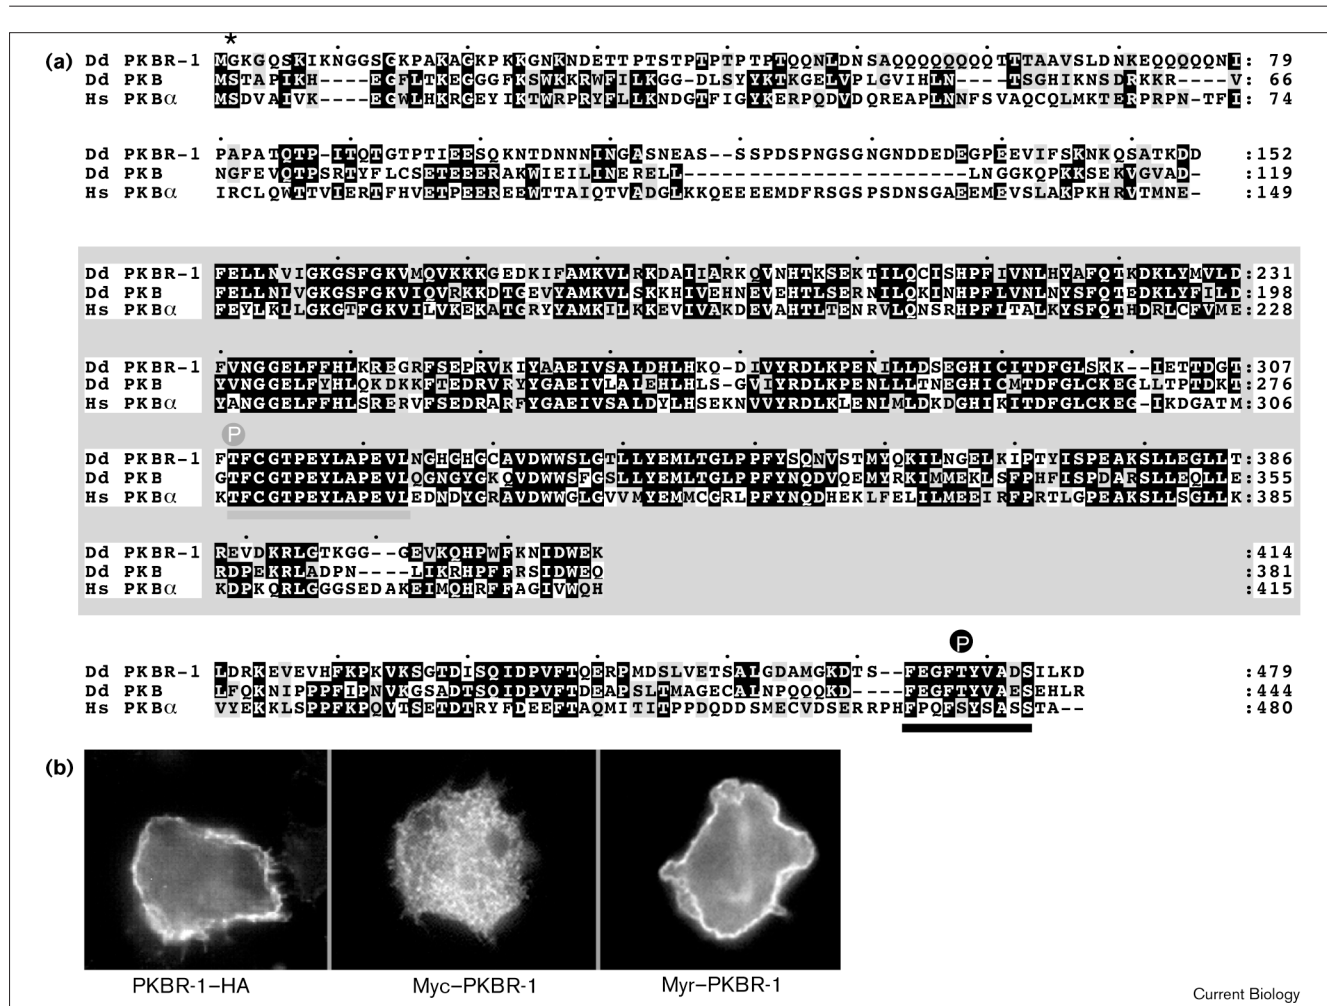 *
(a) Dd PKBR-1 MGKGQSKIKNGGSGKPAKAGKPKKGNKNDETTPTSTPTPTPTPTQQNLDNSAQQQQQQQQTTTAAVSLDNKEQQQQQNI: 79
Dd PKB MSTAPIKH----EGFLTKEGGGFKSWKKRWFILKGG--DLSYYKTKGELVPLGVIHLN----TSGHIKNSDRKKR---V: 66
Hs PKBα MSDVAIVK----EGWLHKRGEYIKTWRPRYFLLKNDGTFIGYKERPQDVDQREAPLNNFSVAQCQLMKTERPRPN-TFI: 74
Dd PKBR-1 PAPATQTP-ITQTGTPTIEESQKNTDNNNINGASNEAS--SSPDSPNGSGNGNDDEDEGPEEVIFSKNKQSATKDD :152
Dd PKB NGFEVQTPSRTYFLCSETEEERAKWIEILINERELL----------------------LNGGKQPKKSEKVGVAD- :119
Hs PKBα IRCLQWTTVIERTFHVETPEEREEWTTAIQTVADGLKKQEEEEMDFRSGSPSDNSGAEEMEVSLAKPKHRVTMNE- :149
Dd PKBR-1 FELLNVIGKGSFGKVMQVKKKGEDKIFAMKVLRKDAIIARKQVNHTKSEKTILQCISHPFIVNLHYAFQTKDKLYMVLD:231
Dd PKB FELLNLVGKGSFGKVIQVRKKDTGEVYAMKVLSKKHIVEHNEVEHTLSERNILQKINHPFLVNLNYSFQTEDKLYFILD:198
Hs PKBα FEYLKLLGKGTFGKVILVKEKATGRYYAMKILKKEVIVAKDEVAHTLTENRVLQNSRHPFLTALKYSFQTHDRLCFVME:228
Dd PKBR-1 FVNGGELFFHLKREGRFSEPRVKIYAAEIVSALDHLHKQ-DIVYRDLKPENILLDSEGHICITDFGLSKK--IETTDGT:307
Dd PKB YVNGGELFYHLQKDKKFTEDRVRYYGAEIVLALEHLHLS-GVIYRDLKPENLLLTNEGHICMTDFGLCKEGLLTPTDKT:276
Hs PKBα YANGGELFFHLSRERVFSEDRARFYGAEIVSALDYLHSEKNVVYRDLKLENLMLDKDGHIKITDFGLCKEG-IKDGATM:306
P
Dd PKBR-1 FTFCGTPEYLAPEVLNGHGHGCAVDWWSLGTLLYEMLTGLPPFYSQNVSTMYQKILNGELKIPTYISPEAKSLLEGLLT:386
Dd PKB GTFCGTPEYLAPEVLQGNGYGKQVDWWSFGSLLYEMLTGLPPFYNQDVQEMYRKIMMEKLSFPHFISPDARSLLEQLLE:355
Hs PKBα KTFCGTPEYLAPEVLEDNDYGRAVDWWGLGVVMYEMMCGRLPFYNQDHEKLFELILMEEIRFPRTLGPEAKSLLSGLLK:385
Dd PKBR-1 REVDKRLGTKGG--GEVKQHPWFKNIDWEK :414
Dd PKB RDPEKRLADPN----LIKRHPFFRSIDWEQ :381
Hs PKBα KDPKQRLGGGSEDAKEIMQHRFFAGIVWQH :415
P
Dd PKBR-1 LDRKEVEVHFKPKVKSGTDISQIDPVFTQERPMDSLVETSALGDAMGKDTS--FEGFTYVADSILKD :479
Dd PKB LFQKNIPPPFIPNVKGSADTSQIDPVFTDEAPSLTMAGECALNPQQQKD----FEGFTYVAESEHLR :444
Hs PKBα VYEKKLSPPFKPQVTSETDTRYFDEEFTAQMITITPPDQDDSMECVDSERRPHFPQFSYSASSTA-- :480
(b)
PKBR-1–HA Myc–PKBR-1 Myr–PKBR-1
Current Biology